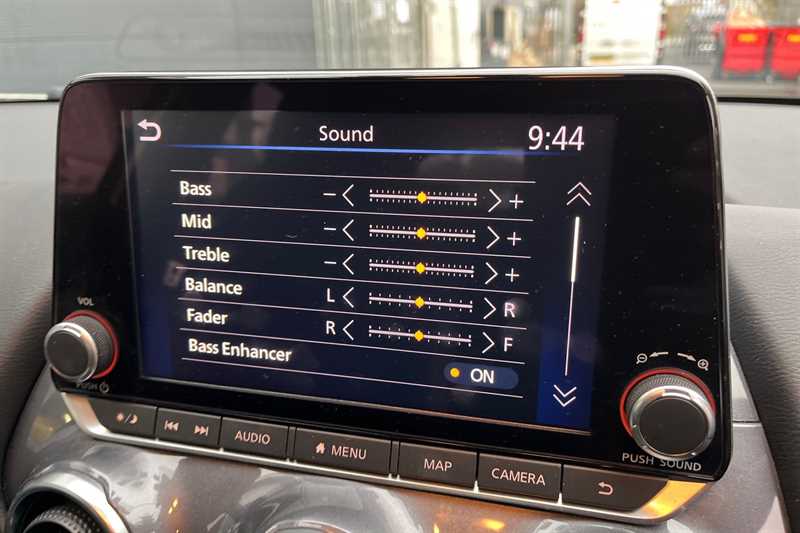 Sound 9:44
Bass - +
Mid - +
Treble - +
Balance L R
Fader R F
Bass Enhancer ON
VOL
PUSH
AUDIO
MENU
MAP
CAMERA
PUSH SOUND